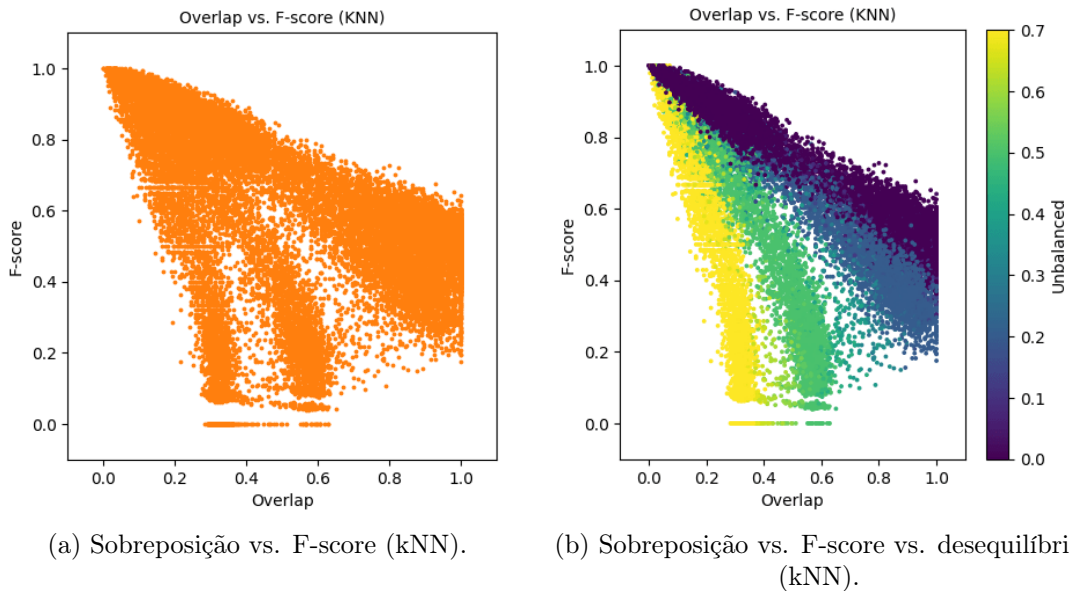 Overlap vs. F-score (KNN)
F-score
1.0
0.8
0.6
0.4
0.2
0.0
0.0 0.2 0.4 0.6 0.8 1.0
Overlap
(a) Sobreposição vs. F-score (kNN).
Overlap vs. F-score (KNN)
F-score
1.0
0.8
0.6
0.4
0.2
0.0
0.0 0.2 0.4 0.6 0.8 1.0
Overlap
0.7
0.6
0.5
0.4
0.3
0.2
0.1
0.0
Unbalanced
(b) Sobreposição vs. F-score vs. desequilíbri
(kNN).